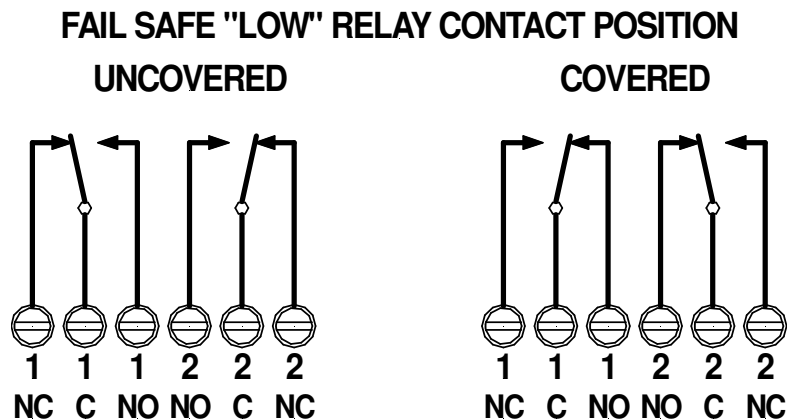 FAIL SAFE "LOW" RELAY CONTACT POSITION
UNCOVERED COVERED
1 1 1 2 2 2 1 1 1 2 2 2
NC C NO NO C NC NC C NO NO C NC